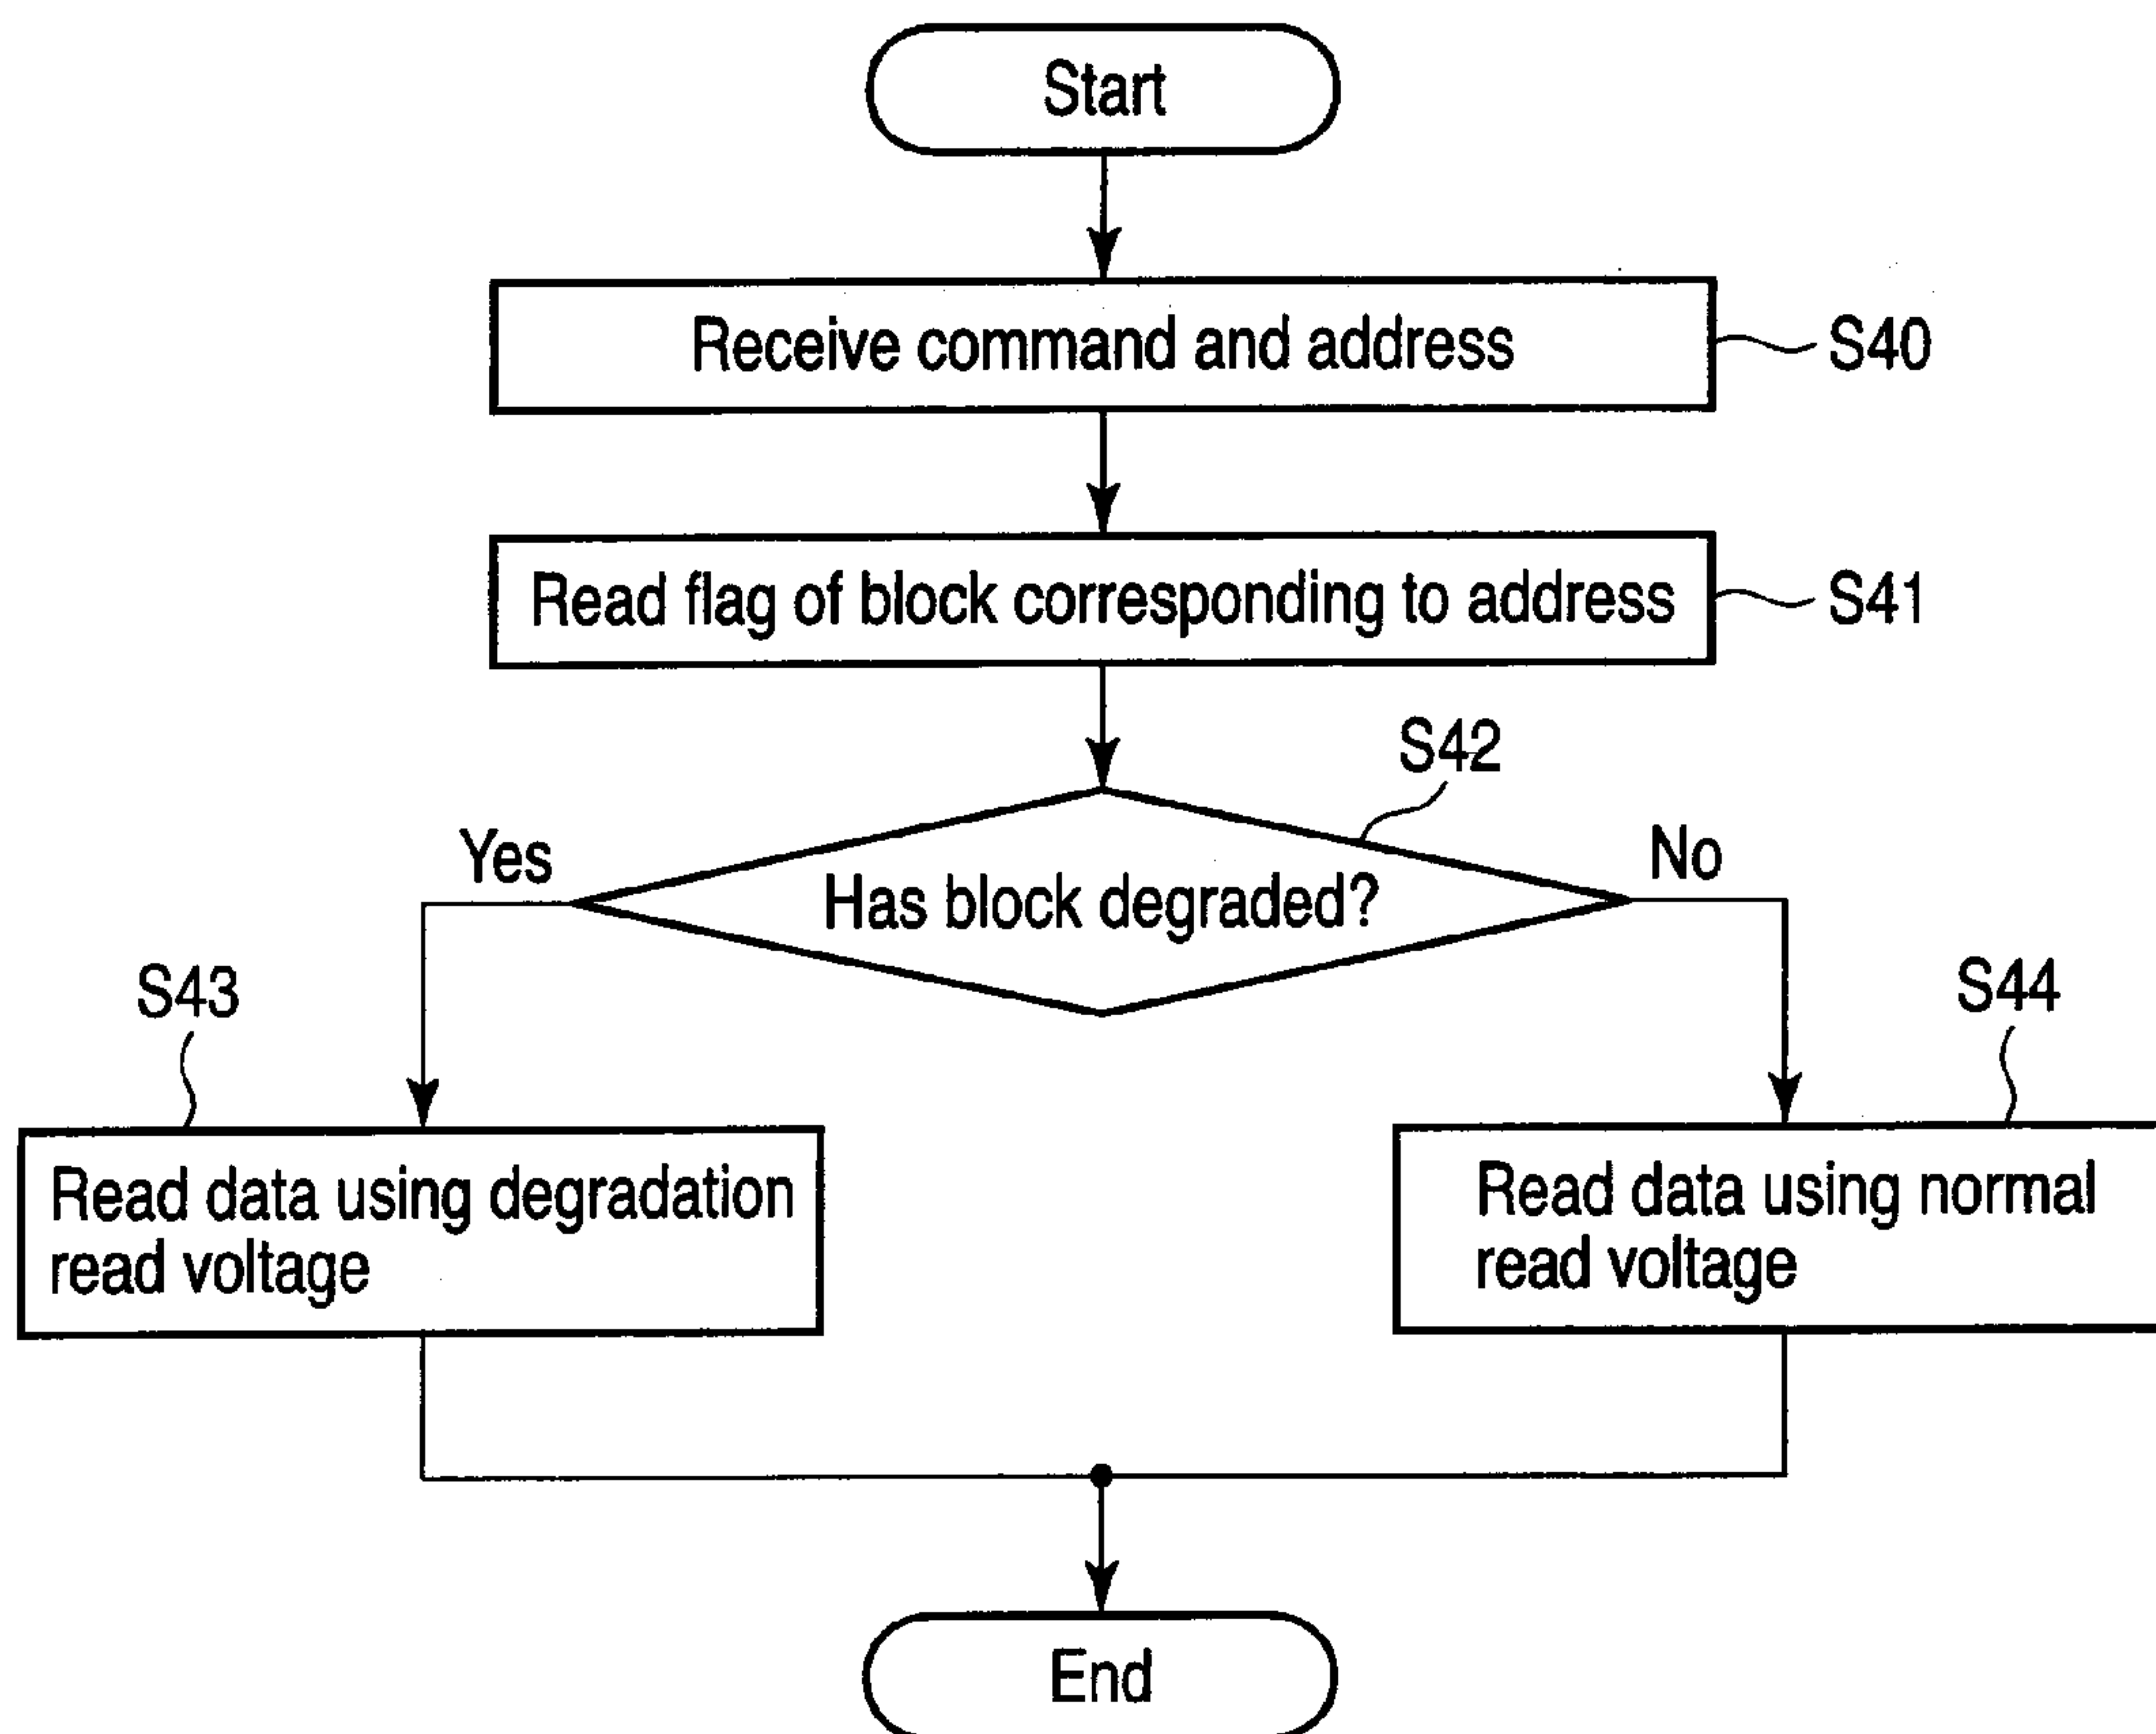 Start
Receive command and address
S40
Read flag of block corresponding to address
S41
S42
Yes
Has block degraded?
No
S43
S44
Read data using degradation
read voltage
Read data using normal
read voltage
End